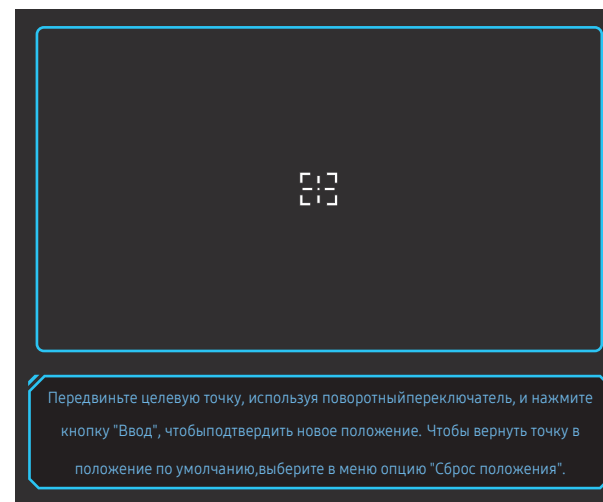 Передвиньте целевую точку, используя поворотныйпереключатель, и нажмите
кнопку "Ввод", чтобыподтвердить новое положение. Чтобы вернуть точку в
положение по умолчанию,выберите в меню опцию "Сброс положения".